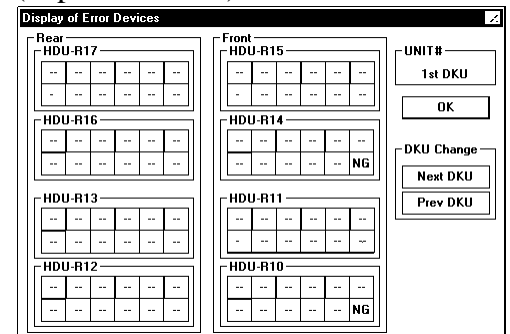 Display of Error Devices
Rear
HDU-R17
-- -- -- -- -- --
- -- -- -- -- --
HDU-R16
-- -- -- -- -- --
-- -- -- -- -- --
HDU-R13
-- -- -- -- -- --
-- -- -- -- -- --
HDU-R12
-- -- -- -- -- --
-- -- -- -- -- --
Front
HDU-R15
-- -- -- -- -- --
- -- -- -- -- --
HDU-R14
-- -- -- -- -- --
-- -- -- -- -- NG
HDU-R11
-- -- -- -- -- --
- -- -- -- -- --
HDU-R10
-- -- -- -- -- --
-- -- -- -- -- NG
UNIT#
1st DKU
OK
DKU Change
Next DKU
Prev DKU